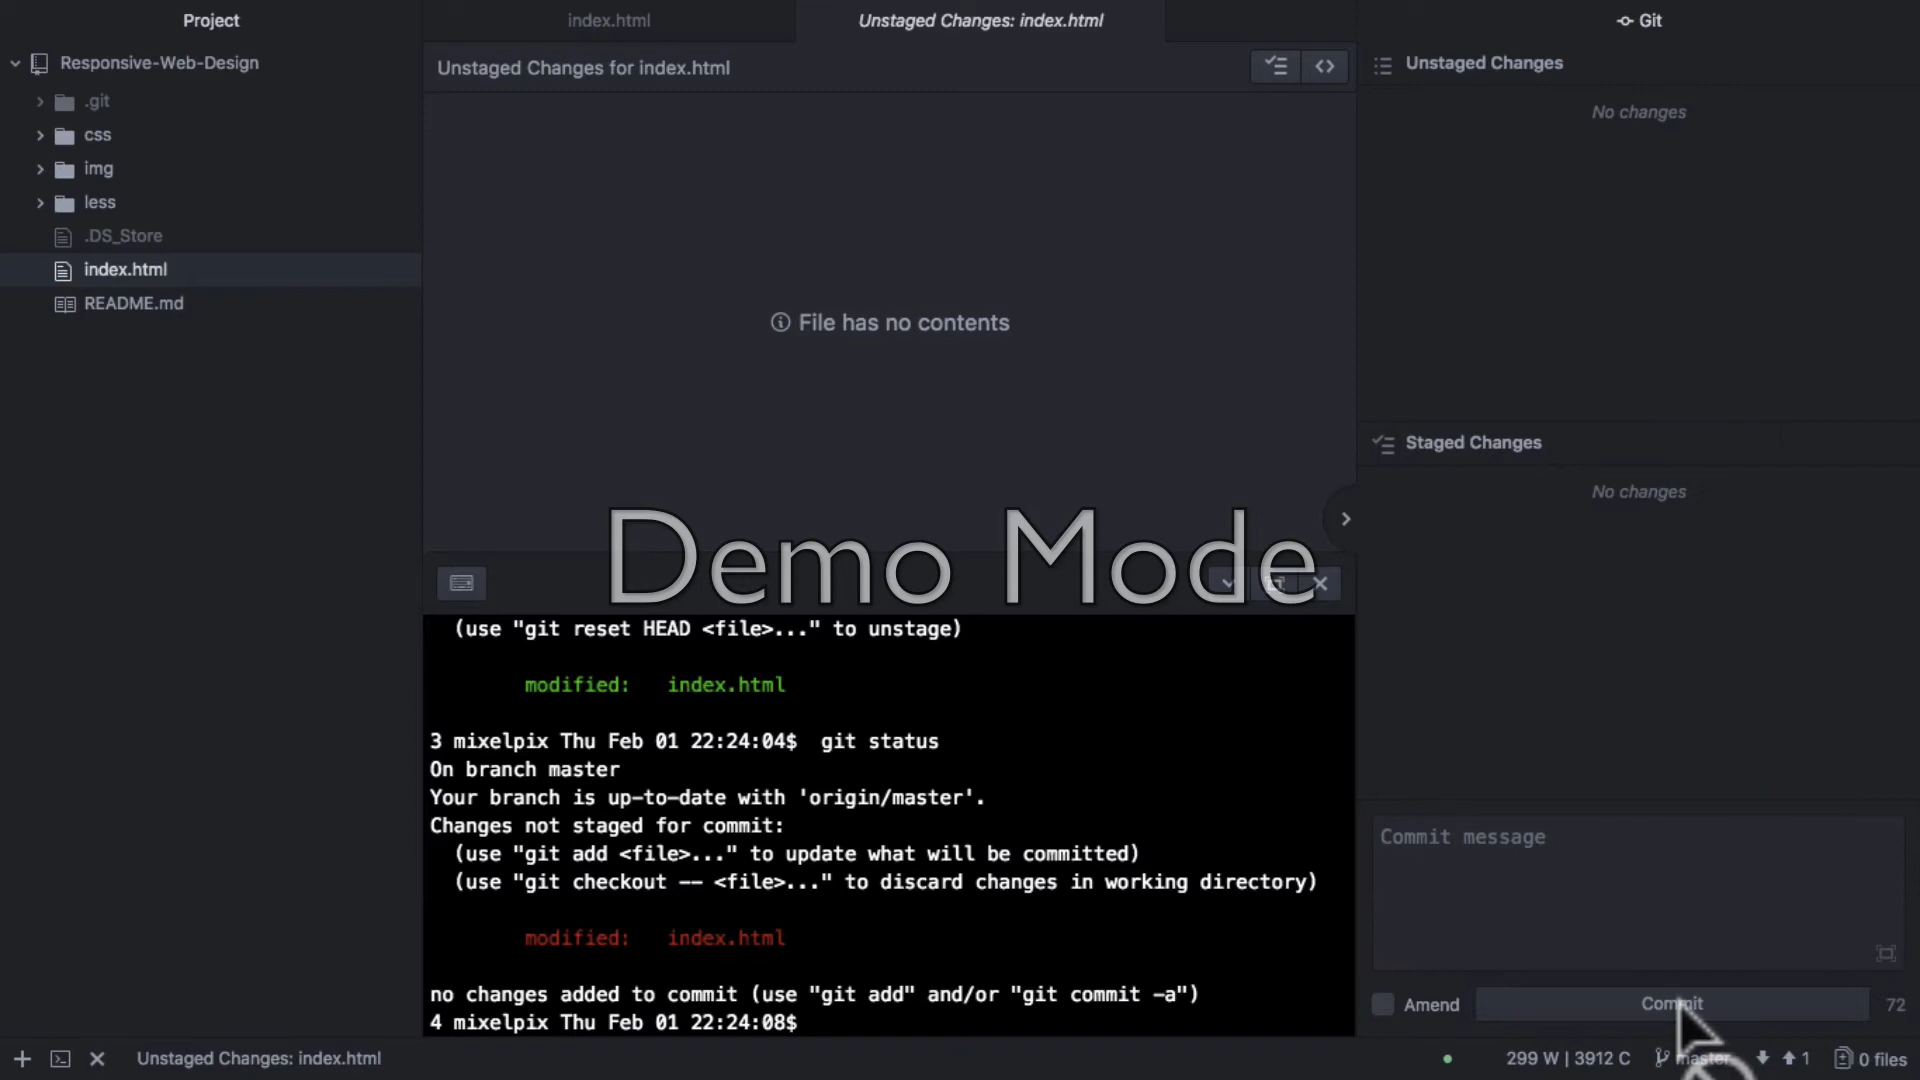 Project
Responsive-Web-Design
.git
css
img
less
.DS_Store
index.html
README.md
index.html
Unstaged Changes: index.html
Unstaged Changes for index.html
File has no contents
Demo Mode
(use "git reset HEAD <file>..." to unstage)
modified:   index.html
3 mixelpix Thu Feb 01 22:24:04$  git status
On branch master
Your branch is up-to-date with 'origin/master'.
Changes not staged for commit:
(use "git add <file>..." to update what will be committed)
(use "git checkout -- <file>..." to discard changes in working directory)
modified:   index.html
no changes added to commit (use "git add" and/or "git commit -a")
4 mixelpix Thu Feb 01 22:24:08$
Git
Unstaged Changes
No changes
Staged Changes
No changes
Commit message
Amend
Commit
72
Unstaged Changes: index.html
299 W | 3912 C
master
1
0 files